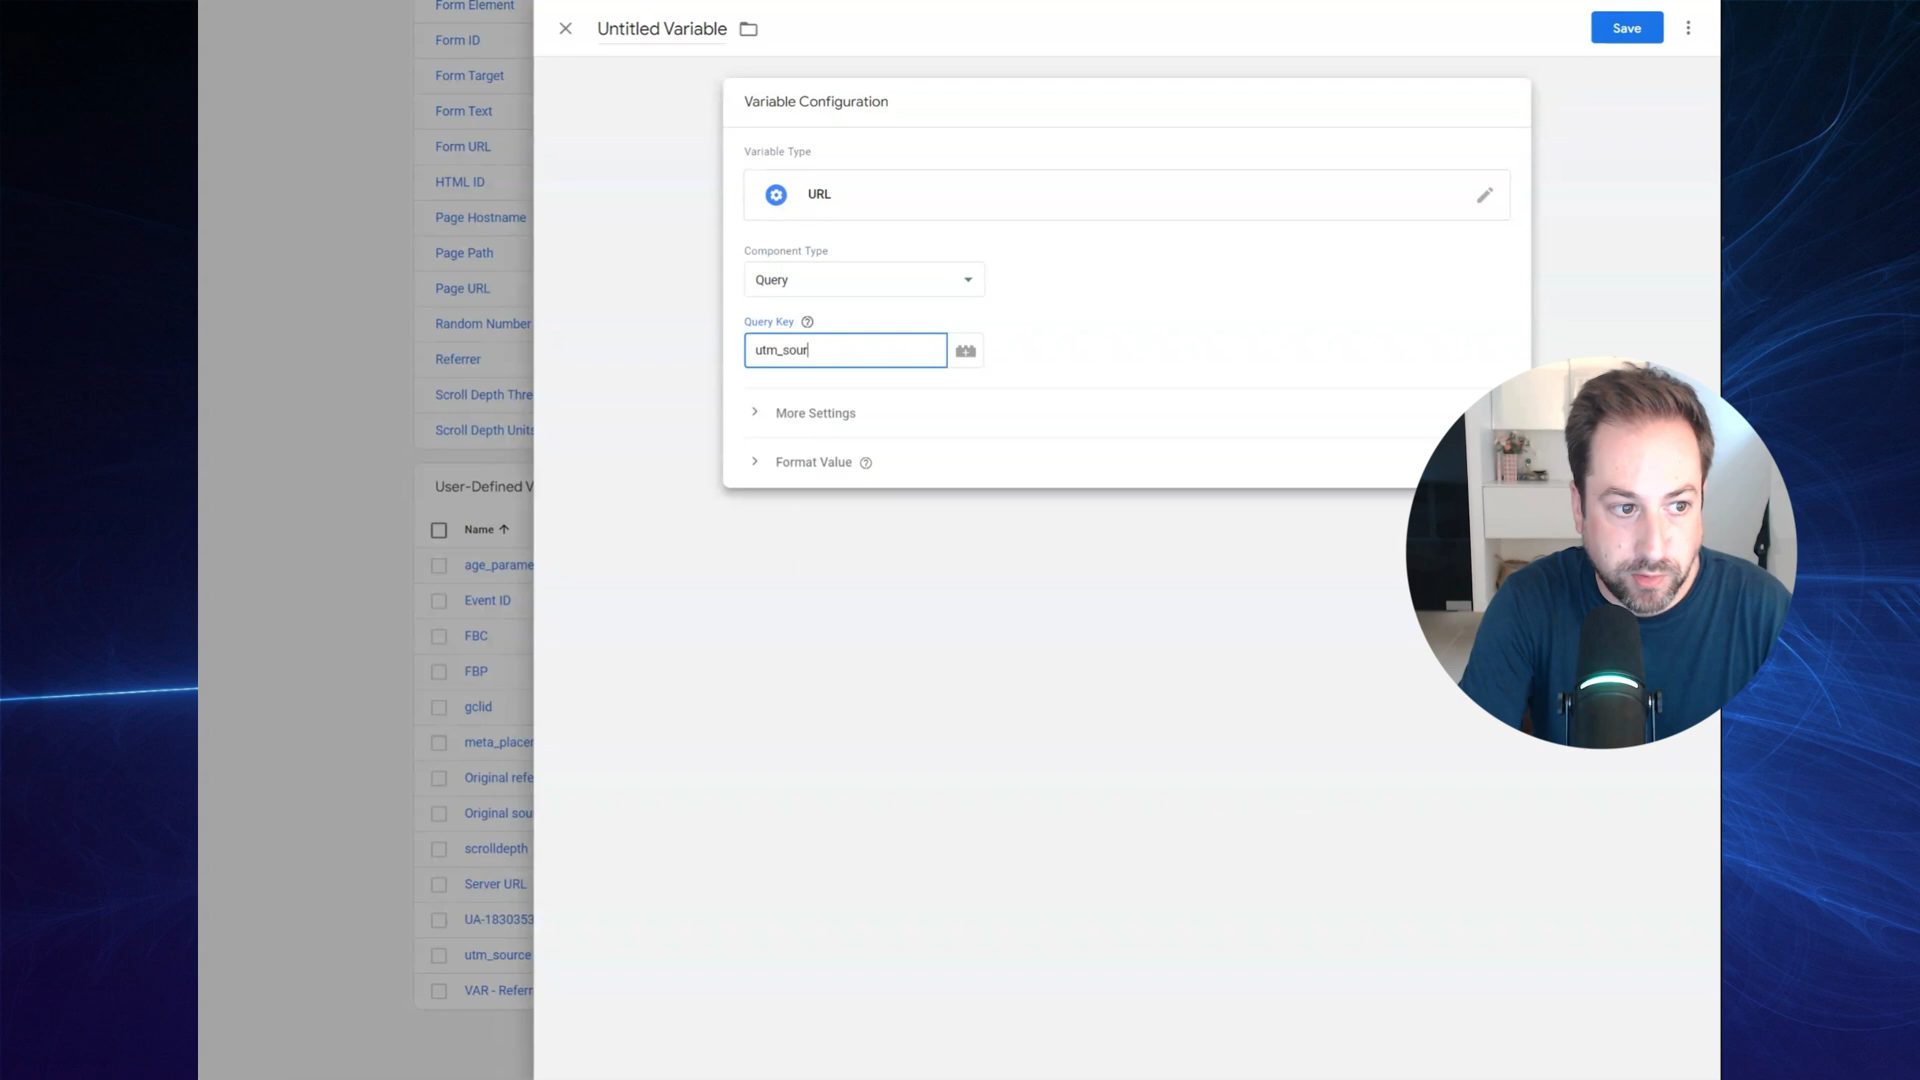 Form Element
Form ID
Form Target
Form Text
Form URL
HTML ID
Page Hostname
Page Path
Page URL
Random Number
Referrer
Scroll Depth Thre
Scroll Depth Units
User-Defined V
Name
age_parame
Event ID
FBC
FBP
gclid
meta_placer
Original refe
Original sou
scrolldepth
Server URL
UA-1830353
utm_source
VAR - Referr
Untitled Variable
Save
Variable Configuration
Variable Type
URL
Component Type
Query
Query Key
utm_sour
More Settings
Format Value